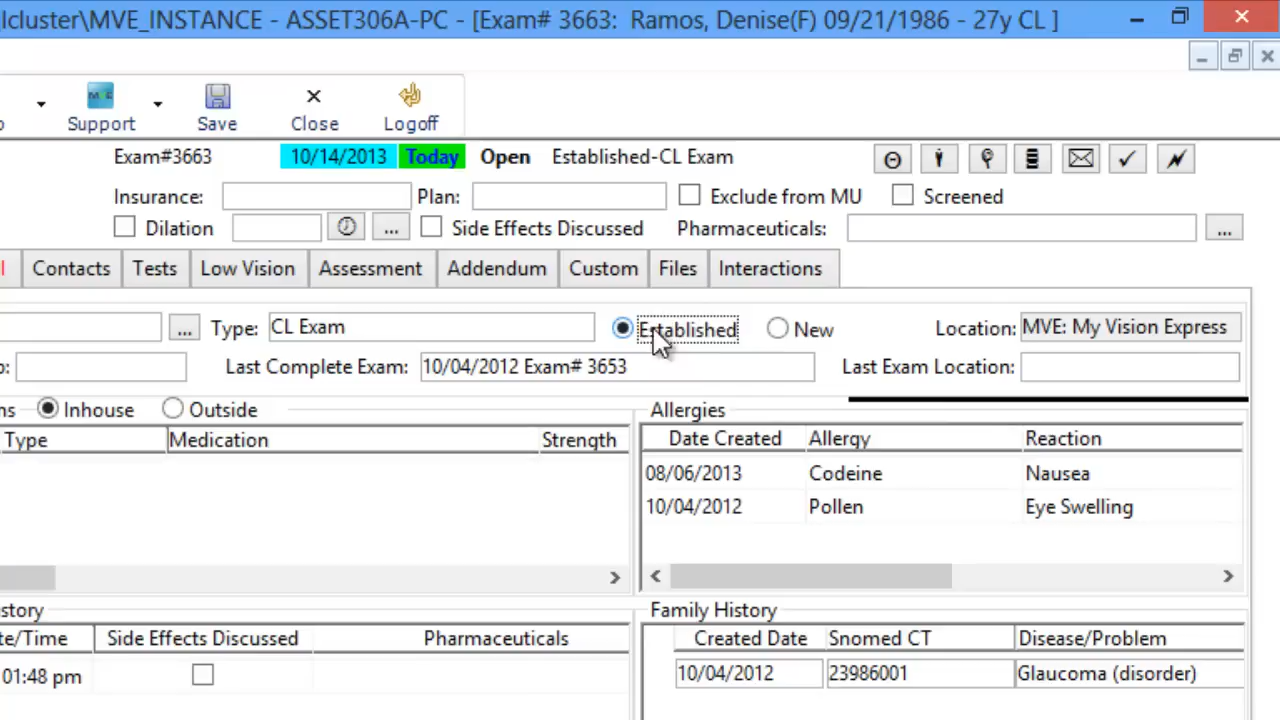 lcluster\MVE_INSTANCE - ASSET306A-PC - [Exam# 3663: Ramos, Denise(F) 09/21/1986 - 27y CL ]
Support Save Close Logoff
Exam#3663 10/14/2013 Today Open Established-CL Exam
Insurance: Plan: Exclude from MU Screened
Dilation ... Side Effects Discussed Pharmaceuticals: ...
Contacts Tests Low Vision Assessment Addendum Custom Files Interactions
... Type: CL Exam Established New Location: MVE: My Vision Express
Last Complete Exam: 10/04/2012 Exam# 3653 Last Exam Location:
Inhouse Outside Allergies
Type Medication Strength Date Created Allergy Reaction
08/06/2013 Codeine Nausea
10/04/2012 Pollen Eye Swelling
istory Family History
te/Time Side Effects Discussed Pharmaceuticals Created Date Snomed CT Disease/Problem
01:48 pm 10/04/2012 23986001 Glaucoma (disorder)